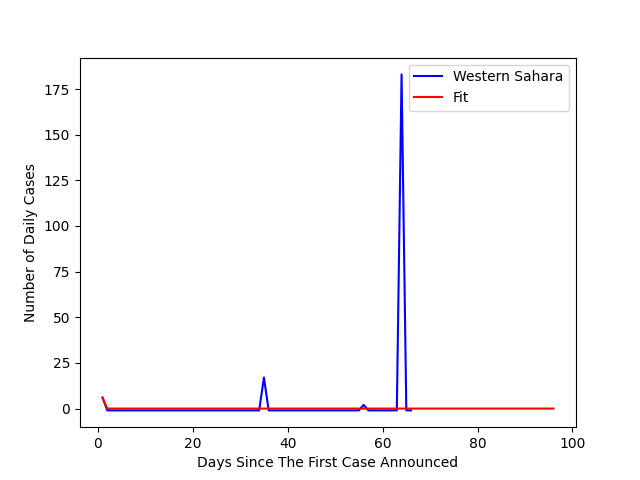 Western Sahara
Fit
175
150
125
100
75
50
25
0
Number of Daily Cases
0 20 40 60 80 100
Days Since The First Case Announced